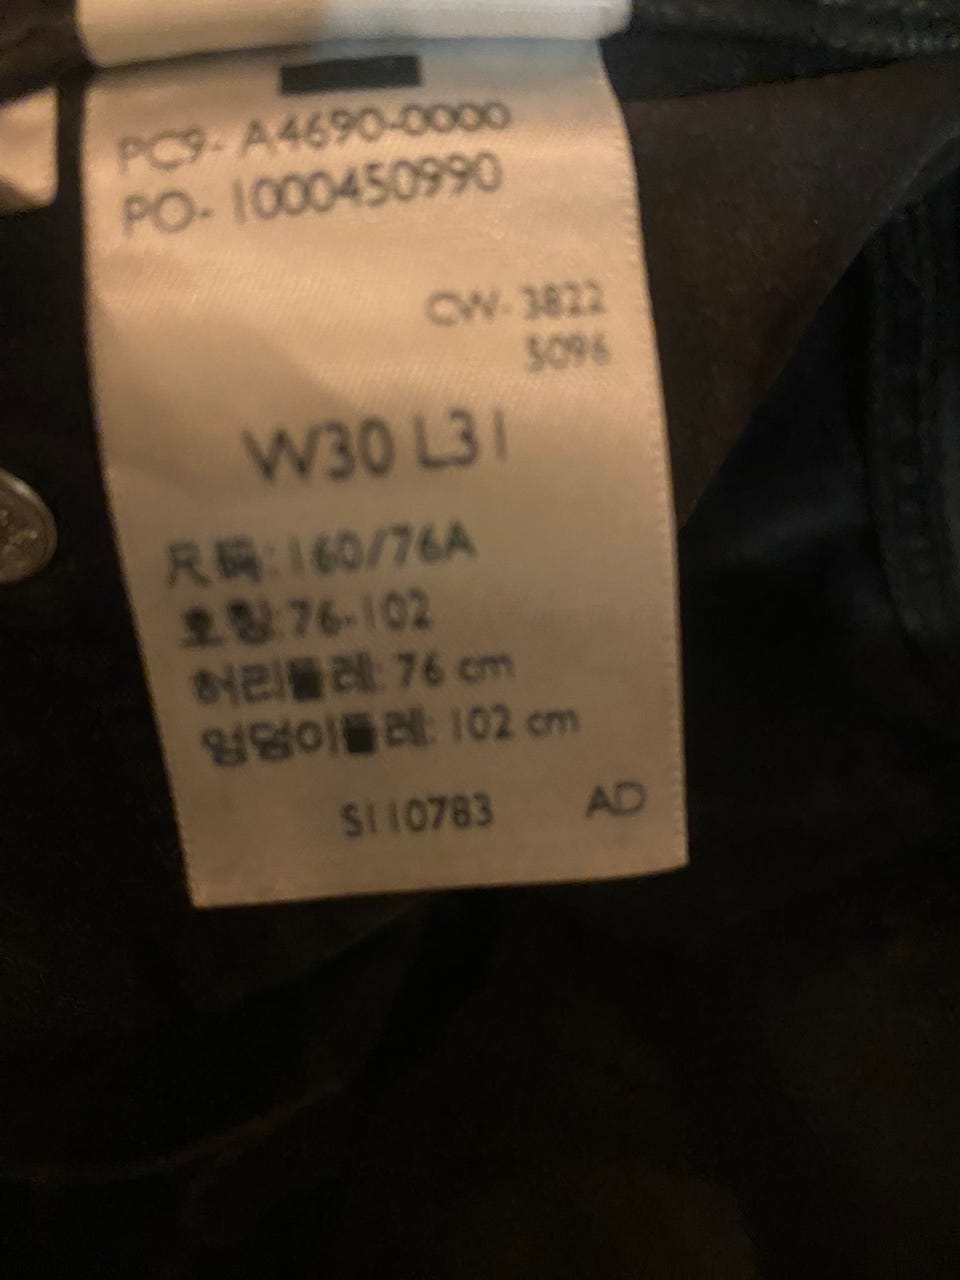 PC9- A4690-0000
PO- 1000450990
CW- 3822
5096
W30 L31
尺码: 160/76A
호칭: 76-102
허리둘레: 76 cm
엉덩이둘레: 102 cm
S110783 AD